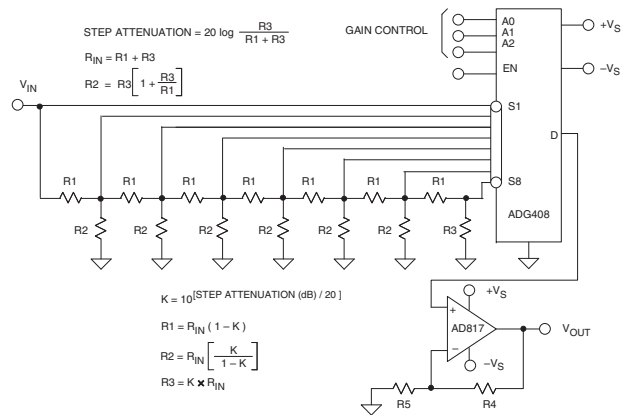 STEP ATTENUATION = 20 log R3 / R1 + R3
R_IN = R1 + R3
R2 = R3 [ 1 + R3 / R1 ]
GAIN CONTROL
A0
A1
A2
EN
+V_S
−V_S
V_IN
S1
D
S8
ADG408
R1 R1 R1 R1 R1 R1 R1
R2 R2 R2 R2 R2 R2 R3
K = 10^[STEP ATTENUATION (dB) / 20 ]
R1 = R_IN ( 1 – K )
R2 = R_IN [ K / 1 – K ]
R3 = K × R_IN
+V_S
+
AD817
−
−V_S
V_OUT
R5
R4